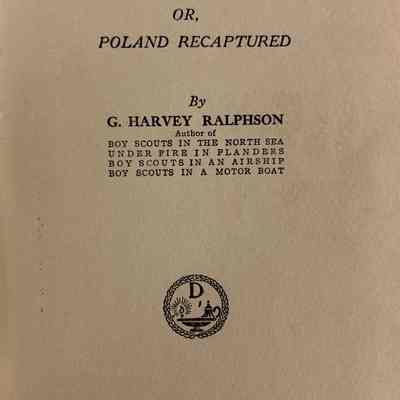 OR,
POLAND RECAPTURED
By
G. HARVEY RALPHSON
Author of
BOY SCOUTS IN THE NORTH SEA
UNDER FIRE IN FLANDERS
BOY SCOUTS IN AN AIRSHIP
BOY SCOUTS IN A MOTOR BOAT
D